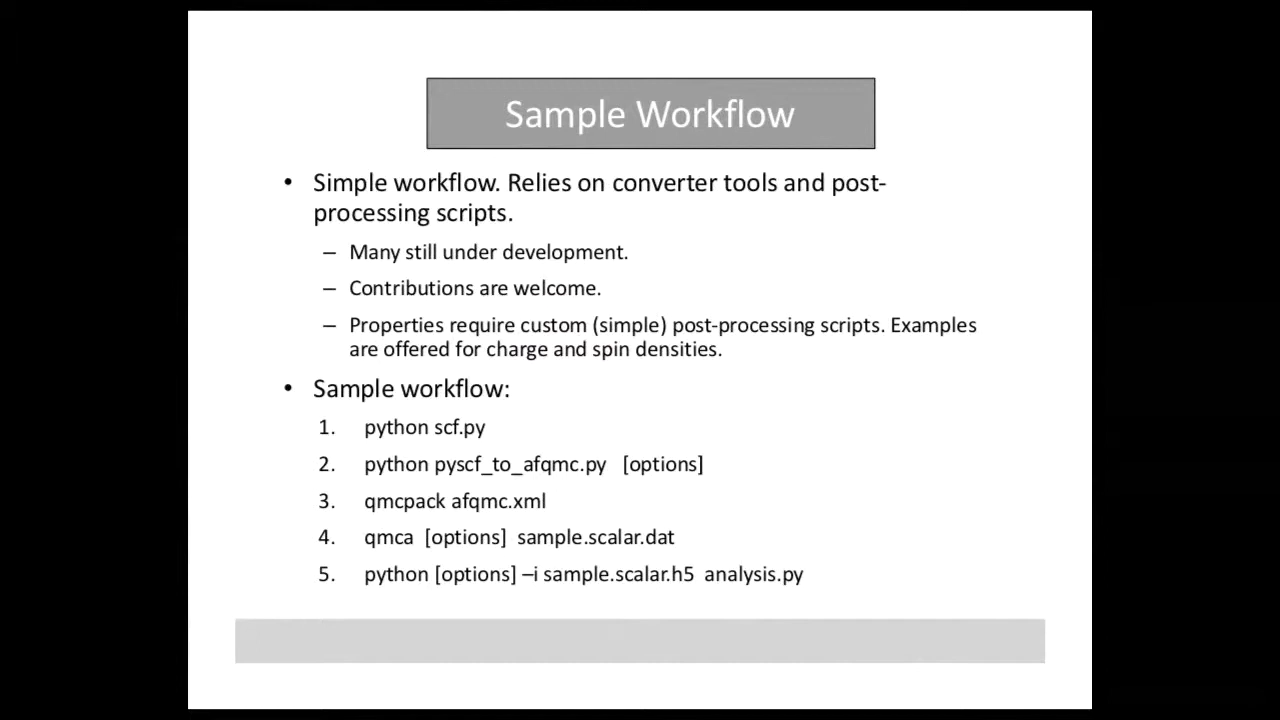 Sample Workflow
• Simple workflow. Relies on converter tools and post-
processing scripts.
– Many still under development.
– Contributions are welcome.
– Properties require custom (simple) post-processing scripts. Examples
are offered for charge and spin densities.
• Sample workflow:
1. python scf.py
2. python pyscf_to_afqmc.py [options]
3. qmcpack afqmc.xml
4. qmca [options] sample.scalar.dat
5. python [options] –i sample.scalar.h5 analysis.py